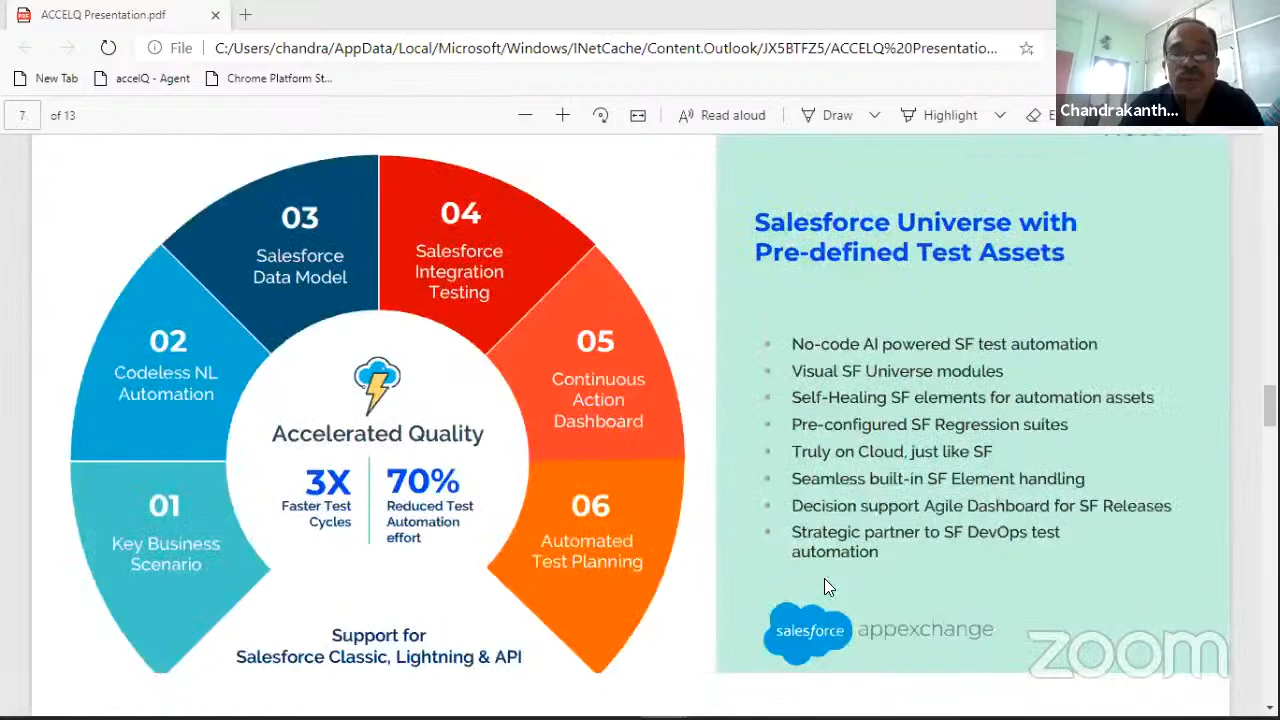 ACCELQ Presentation.pdf
File
C:/Users/chandra/AppData/Local/Microsoft/Windows/INetCache/Content.Outlook/JX5BTFZ5/ACCELQ%20Presentatio...
New Tab
accelQ - Agent
Chrome Platform St...
Chandrakanth...
7 of 13
Read aloud
Draw
Highlight
E
03
Salesforce
Data Model
04
Salesforce
Integration
Testing
02
Codeless NL
Automation
05
Continuous
Action
Dashboard
01
Key Business
Scenario
06
Automated
Test Planning
Accelerated Quality
3X
Faster Test
Cycles
70%
Reduced Test
Automation
effort
Support for
Salesforce Classic, Lightning & API
Salesforce Universe with
Pre-defined Test Assets
No-code AI powered SF test automation
Visual SF Universe modules
Self-Healing SF elements for automation assets
Pre-configured SF Regression suites
Truly on Cloud, just like SF
Seamless built-in SF Element handling
Decision support Agile Dashboard for SF Releases
Strategic partner to SF DevOps test
automation
salesforce appexchange
zoom